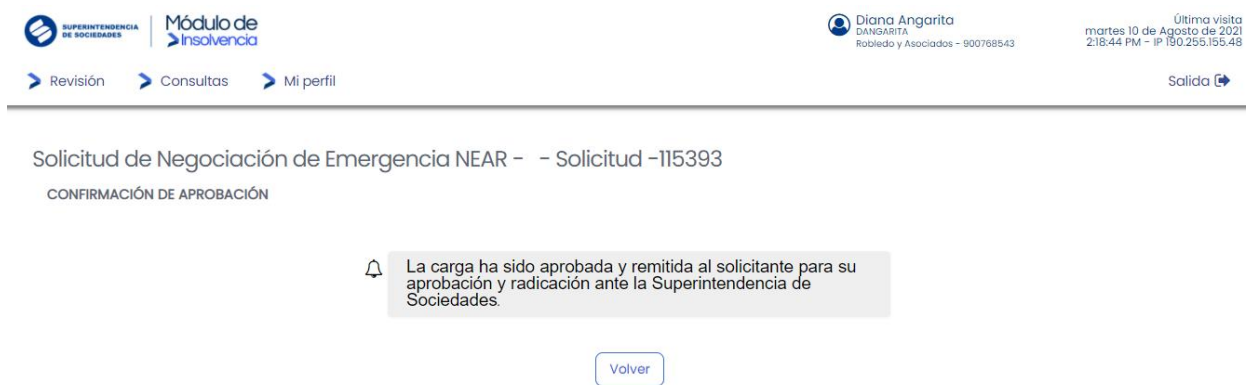 SUPERINTENDENCIA
DE SOCIEDADES
Módulo de
Insolvencia
Diana Angarita
DANGARITA
Robledo y Asociados - 900768543
Última visita
martes 10 de Agosto de 2021
2:18:44 PM - IP 190.255.155.48
Revisión
Consultas
Mi perfil
Salida
Solicitud de Negociación de Emergencia NEAR - - Solicitud -115393
CONFIRMACIÓN DE APROBACIÓN
La carga ha sido aprobada y remitida al solicitante para su
aprobación y radicación ante la Superintendencia de
Sociedades.
Volver